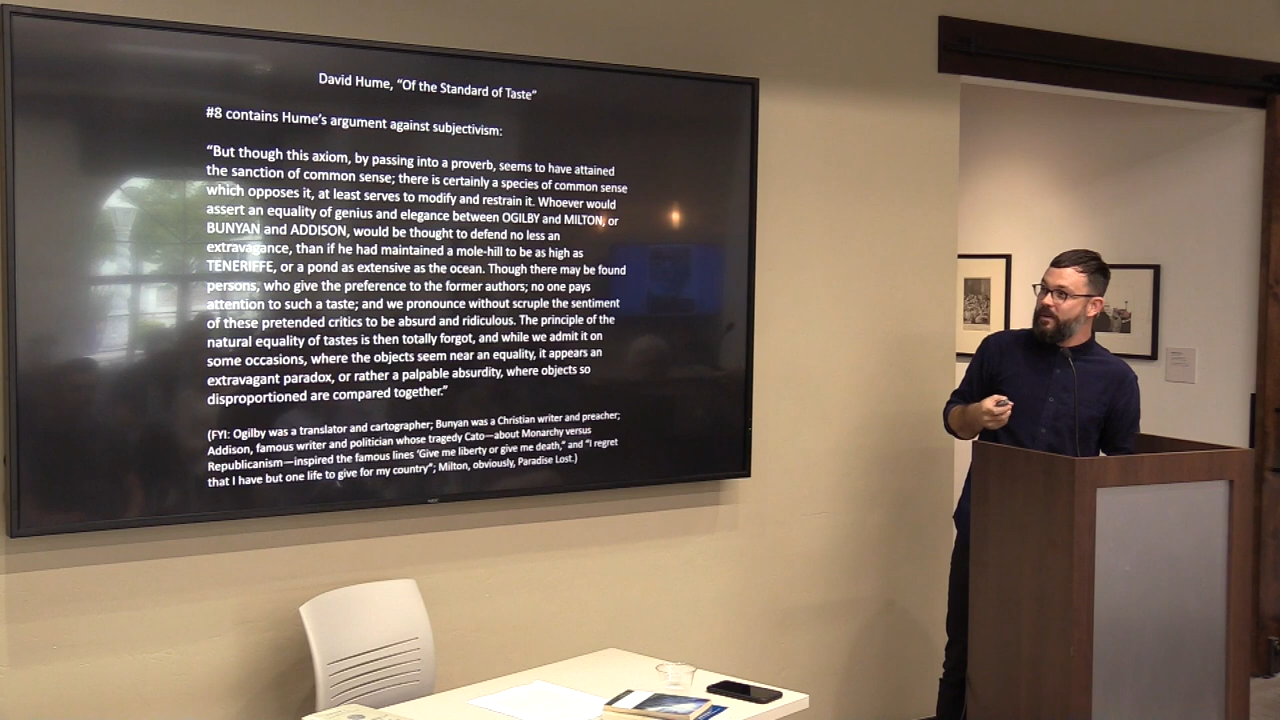 David Hume, “Of the Standard of Taste”
#8 contains Hume’s argument against subjectivism:
“But though this axiom, by passing into a proverb, seems to have attained
the sanction of common sense; there is certainly a species of common sense
which opposes it, at least serves to modify and restrain it. Whoever would
assert an equality of genius and elegance between OGILBY and MILTON, or
BUNYAN and ADDISON, would be thought to defend no less an
extravagance, than if he had maintained a mole-hill to be as high as
TENERIFFE, or a pond as extensive as the ocean. Though there may be found
persons, who give the preference to the former authors; no one pays
attention to such a taste; and we pronounce without scruple the sentiment
of these pretended critics to be absurd and ridiculous. The principle of the
natural equality of tastes is then totally forgot, and while we admit it on
some occasions, where the objects seem near an equality, it appears an
extravagant paradox, or rather a palpable absurdity, where objects so
disproportioned are compared together.”
(FYI: Ogilby was a translator and cartographer; Bunyan was a Christian writer and preacher;
Addison, famous writer and politician whose tragedy Cato—about Monarchy versus
Republicanism—inspired the famous lines ‘Give me liberty or give me death,” and “I regret
that I have but one life to give for my country”; Milton, obviously, Paradise Lost.)
NEC